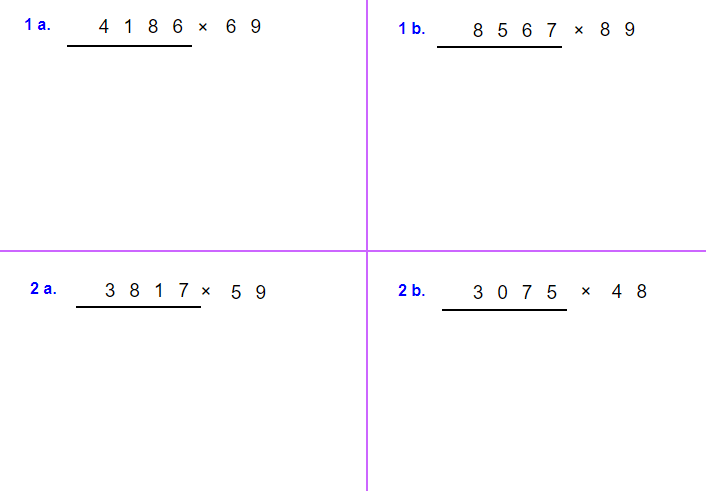 1 a. 4 1 8 6 × 6 9
1 b. 8 5 6 7 × 8 9
2 a. 3 8 1 7 × 5 9
2 b. 3 0 7 5 × 4 8